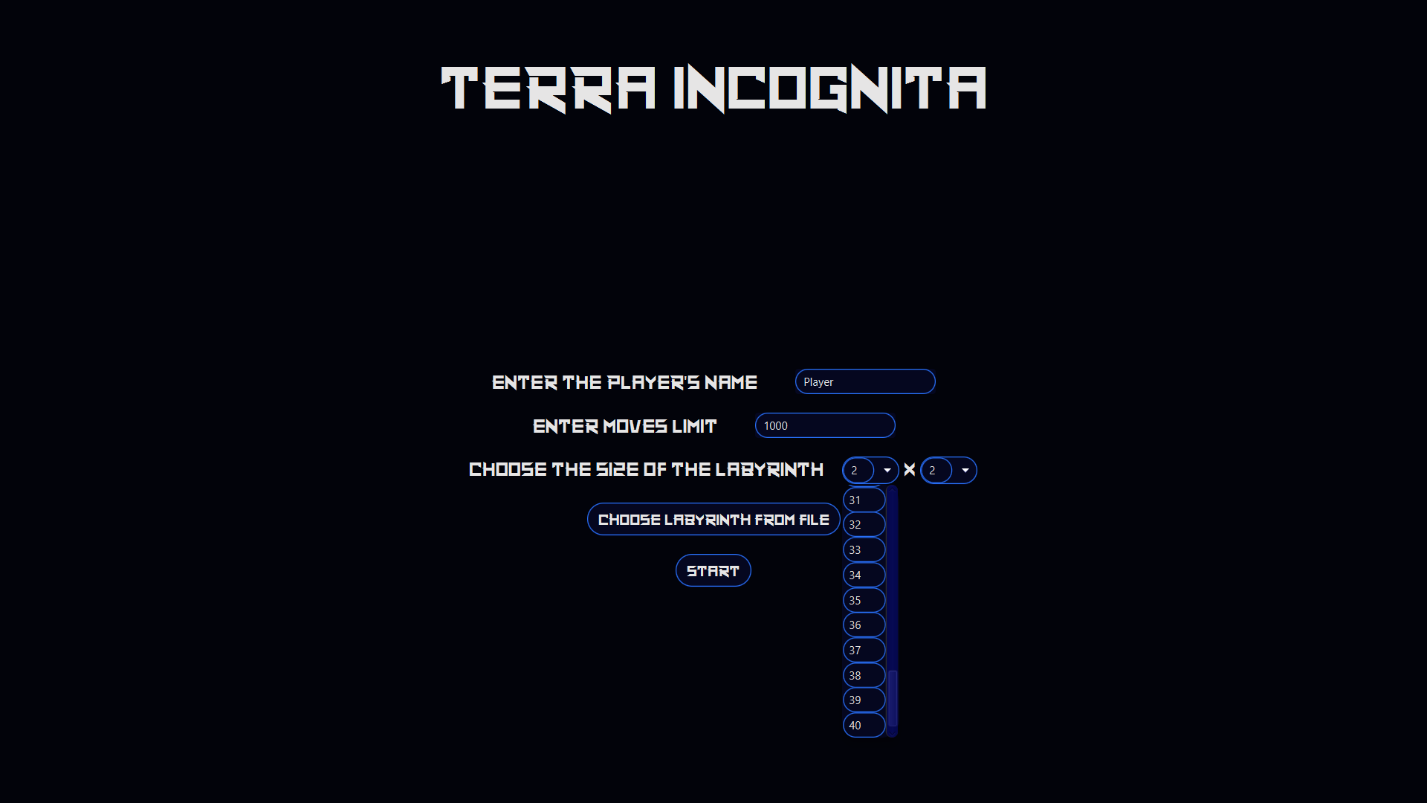 TERRA INCOGNITA
ENTER THE PLAYER'S NAME Player
ENTER MOVES LIMIT 1000
CHOOSE THE SIZE OF THE LABYRINTH 2 X 2
CHOOSE LABYRINTH FROM FILE
START
31
32
33
34
35
36
37
38
39
40